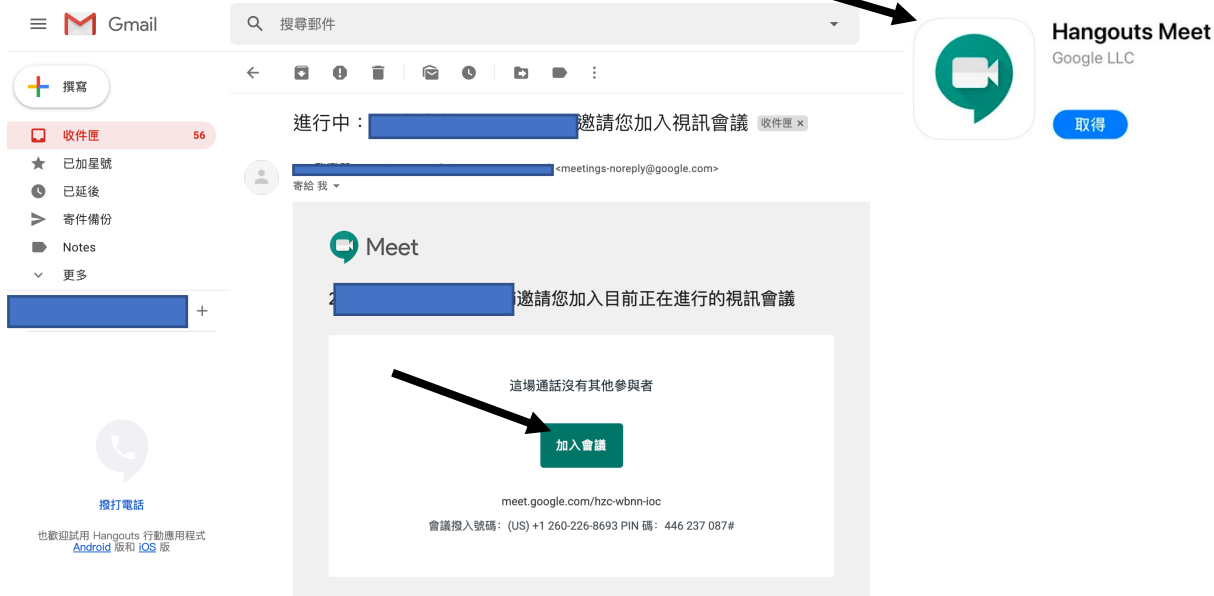 Gmail
搜尋郵件
撰寫
收件匣 56
已加星號
已延後
寄件備份
Notes
更多
撥打電話
也歡迎試用 Hangouts 行動應用程式
Android 版和 iOS 版
進行中：
邀請您加入視訊會議 收件匣 ×
<meetings-noreply@google.com>
寄給 我
Meet
邀請您加入目前正在進行的視訊會議
這場通話沒有其他參與者
加入會議
meet.google.com/hzc-wbnn-ioc
會議撥入號碼：(US) +1 260-226-8693 PIN 碼：446 237 087#
Hangouts Meet
Google LLC
取得